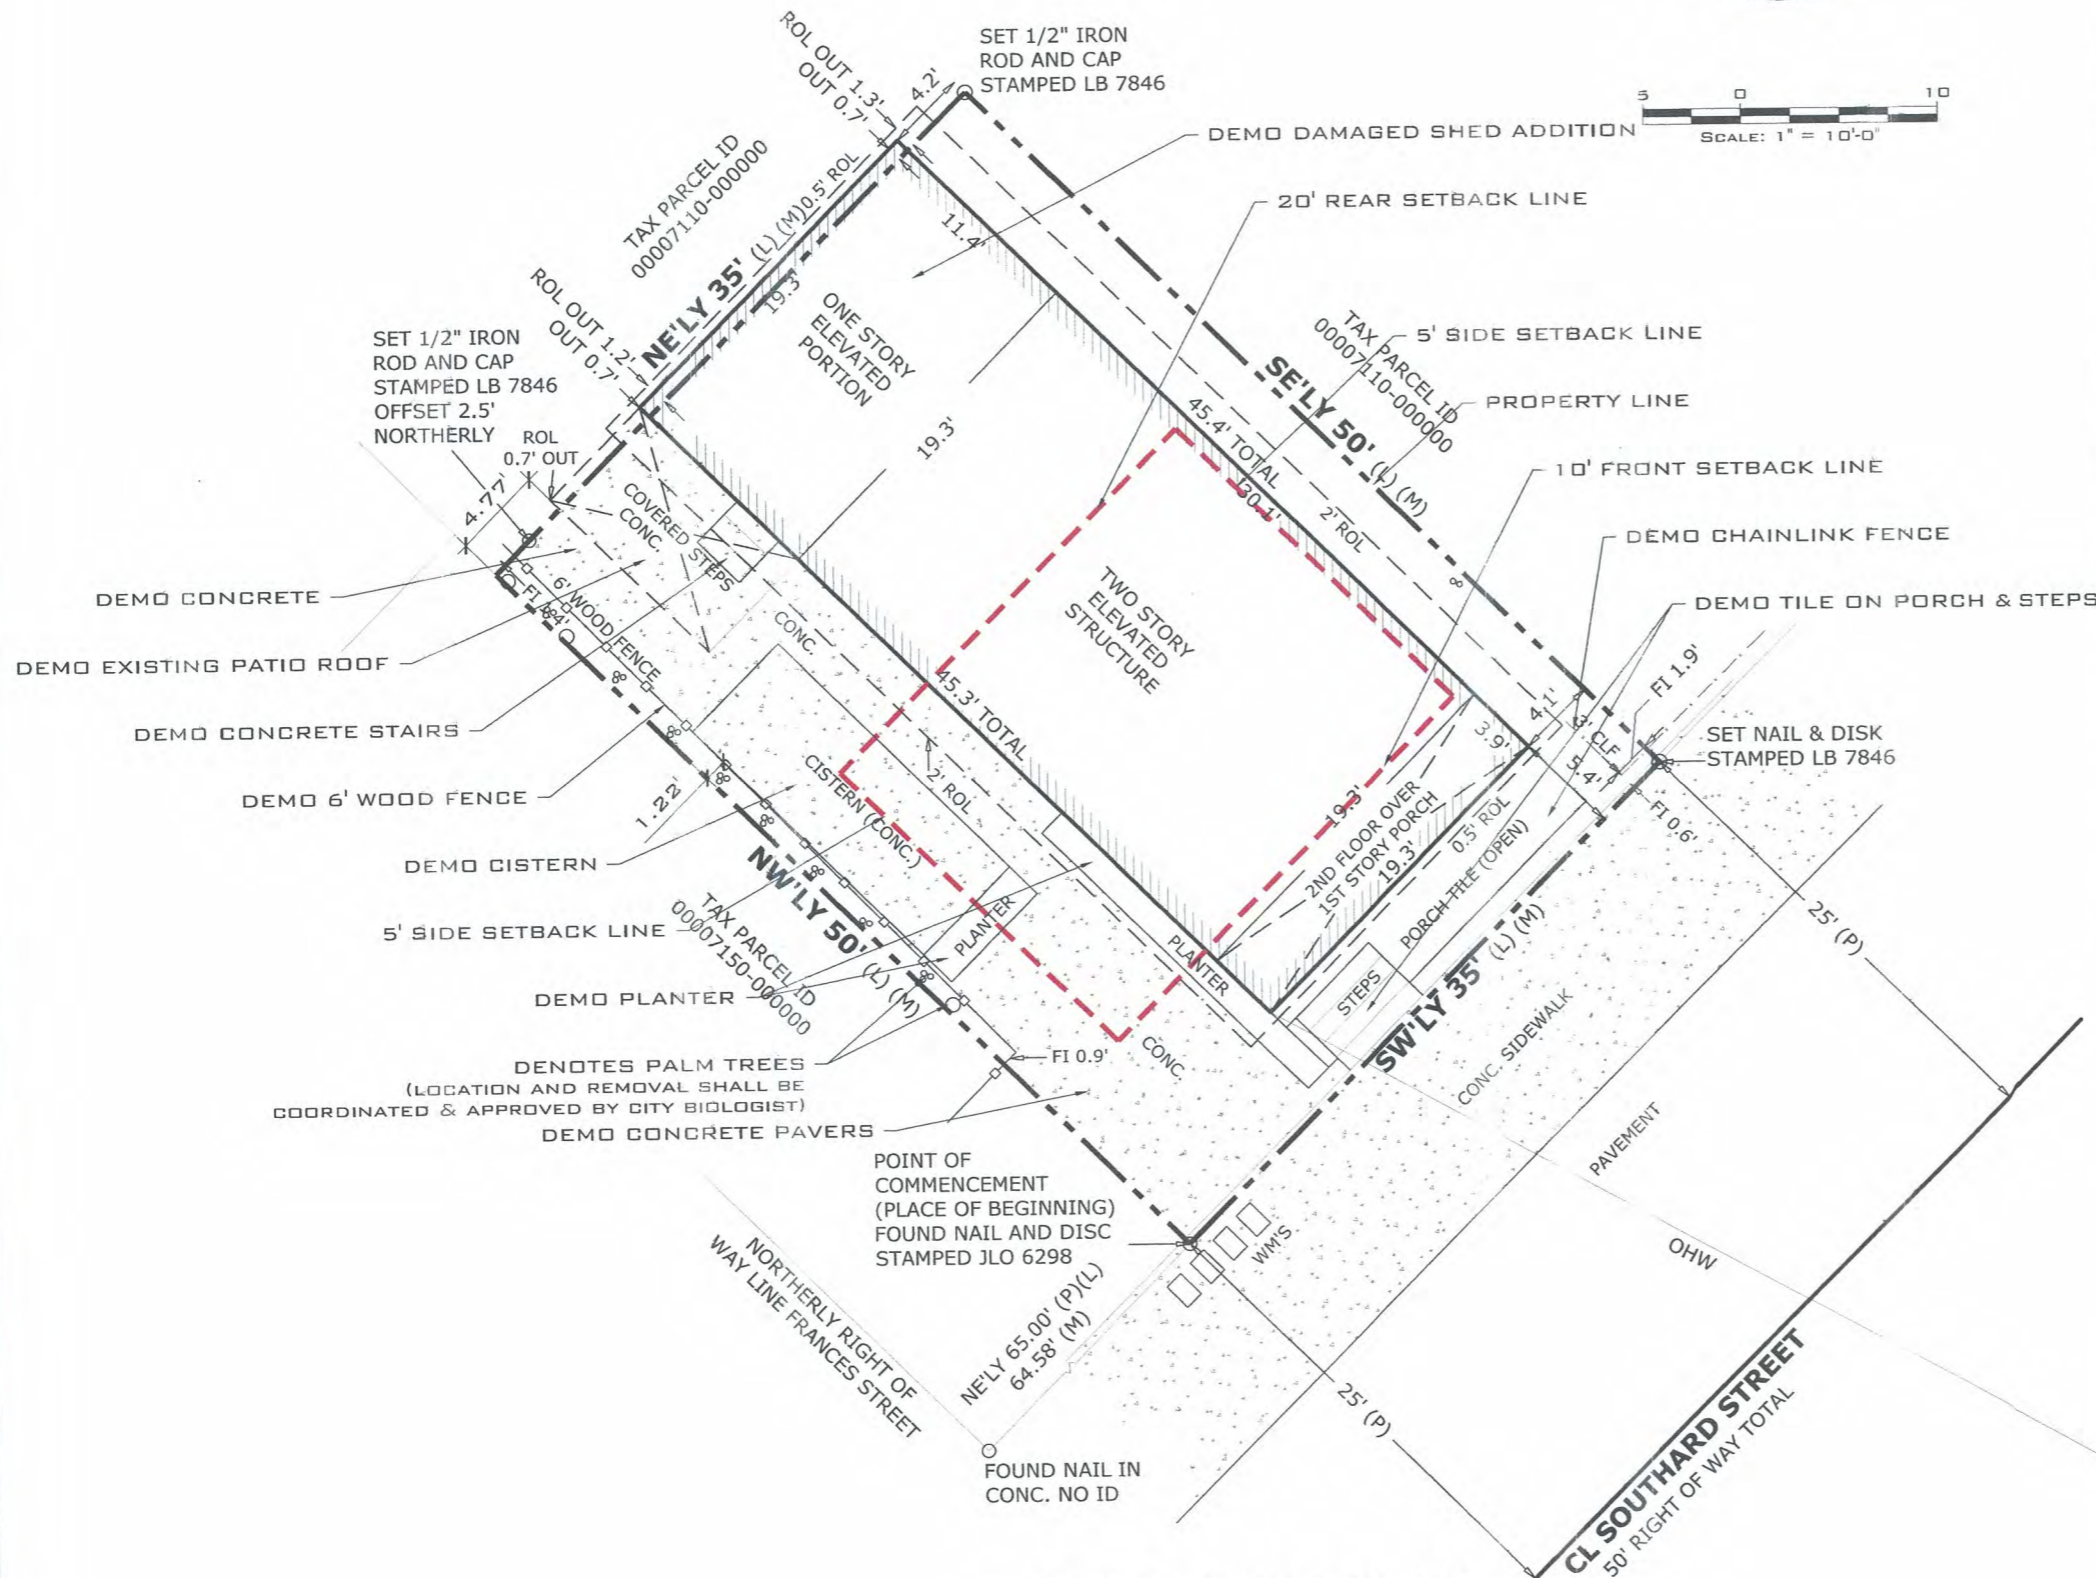 ROL OUT 1.3'
OUT 0.7'
4.2'
SET 1/2" IRON
ROD AND CAP
STAMPED LB 7846
5 0 10
SCALE: 1" = 10'-0"
DEMO DAMAGED SHED ADDITION
20' REAR SETBACK LINE
TAX PARCEL ID
00007110-000000
NE'LY 35' (L) (M)
0.5' ROL
19.3'
11.4'
ONE STORY
ELEVATED
PORTION
ROL OUT 1.2'
OUT 0.7'
SET 1/2" IRON
ROD AND CAP
STAMPED LB 7846
OFFSET 2.5'
NORTHERLY
ROL
0.7' OUT
4.77'
TAX PARCEL ID
00007110-000000
5' SIDE SETBACK LINE
SE'LY 50' (L) (M)
PROPERTY LINE
45.4' TOTAL
30.1'
2' ROL
19.3'
10' FRONT SETBACK LINE
DEMO CHAINLINK FENCE
DEMO TILE ON PORCH & STEPS
COVERED STEPS
CONC.
CONC.
6' WOOD FENCE
DEMO CONCRETE
DEMO EXISTING PATIO ROOF
DEMO CONCRETE STAIRS
DEMO 6' WOOD FENCE
TWO STORY
ELEVATED
STRUCTURE
45.3' TOTAL
2' ROL
CISTERN (CONC.)
1.22'
DEMO CISTERN
5' SIDE SETBACK LINE
NW'LY 50' (L) (M)
TAX PARCEL ID
00007150-000000
PLANTER
PLANTER
DEMO PLANTER
DENOTES PALM TREES
(LOCATION AND REMOVAL SHALL BE
COORDINATED & APPROVED BY CITY BIOLOGIST)
DEMO CONCRETE PAVERS
FI 0.9'
CONC.
4.1'
3.9'
3' CLF
5.4'
FI 1.9'
SET NAIL & DISK
STAMPED LB 7846
FI 0.6'
19.3'
2ND FLOOR OVER
1ST STORY PORCH
19.3'
0.5' ROL
PORCH TILE (OPEN)
STEPS
SW'LY 35' (L) (M)
CONC. SIDEWALK
PAVEMENT
25' (P)
POINT OF
COMMENCEMENT
(PLACE OF BEGINNING)
FOUND NAIL AND DISC
STAMPED JLO 6298
WM'S
NORTHERLY RIGHT OF
WAY LINE FRANCES STREET
NE'LY 65.00' (P)(L)
64.58' (M)
FOUND NAIL IN
CONC. NO ID
25' (P)
OHW
CL SOUTHARD STREET
50' RIGHT OF WAY TOTAL